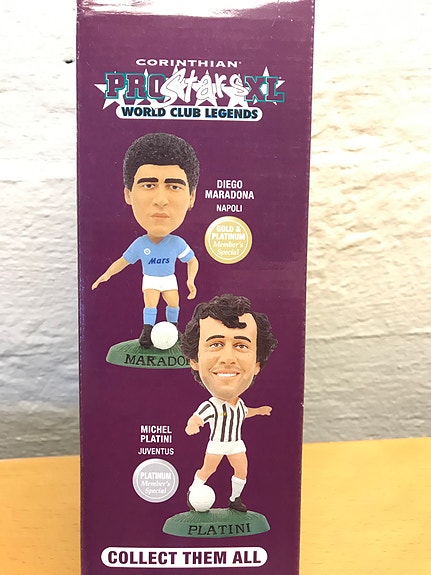 CORINTHIAN®
PROStarsXL
WORLD CLUB LEGENDS
DIEGO
MARADONA
NAPOLI
GOLD &
PLATINUM
Member's
Special
Mars
MARADO
MICHEL
PLATINI
JUVENTUS
PLATINUM
Member's
Special
PLATINI
COLLECT THEM ALL